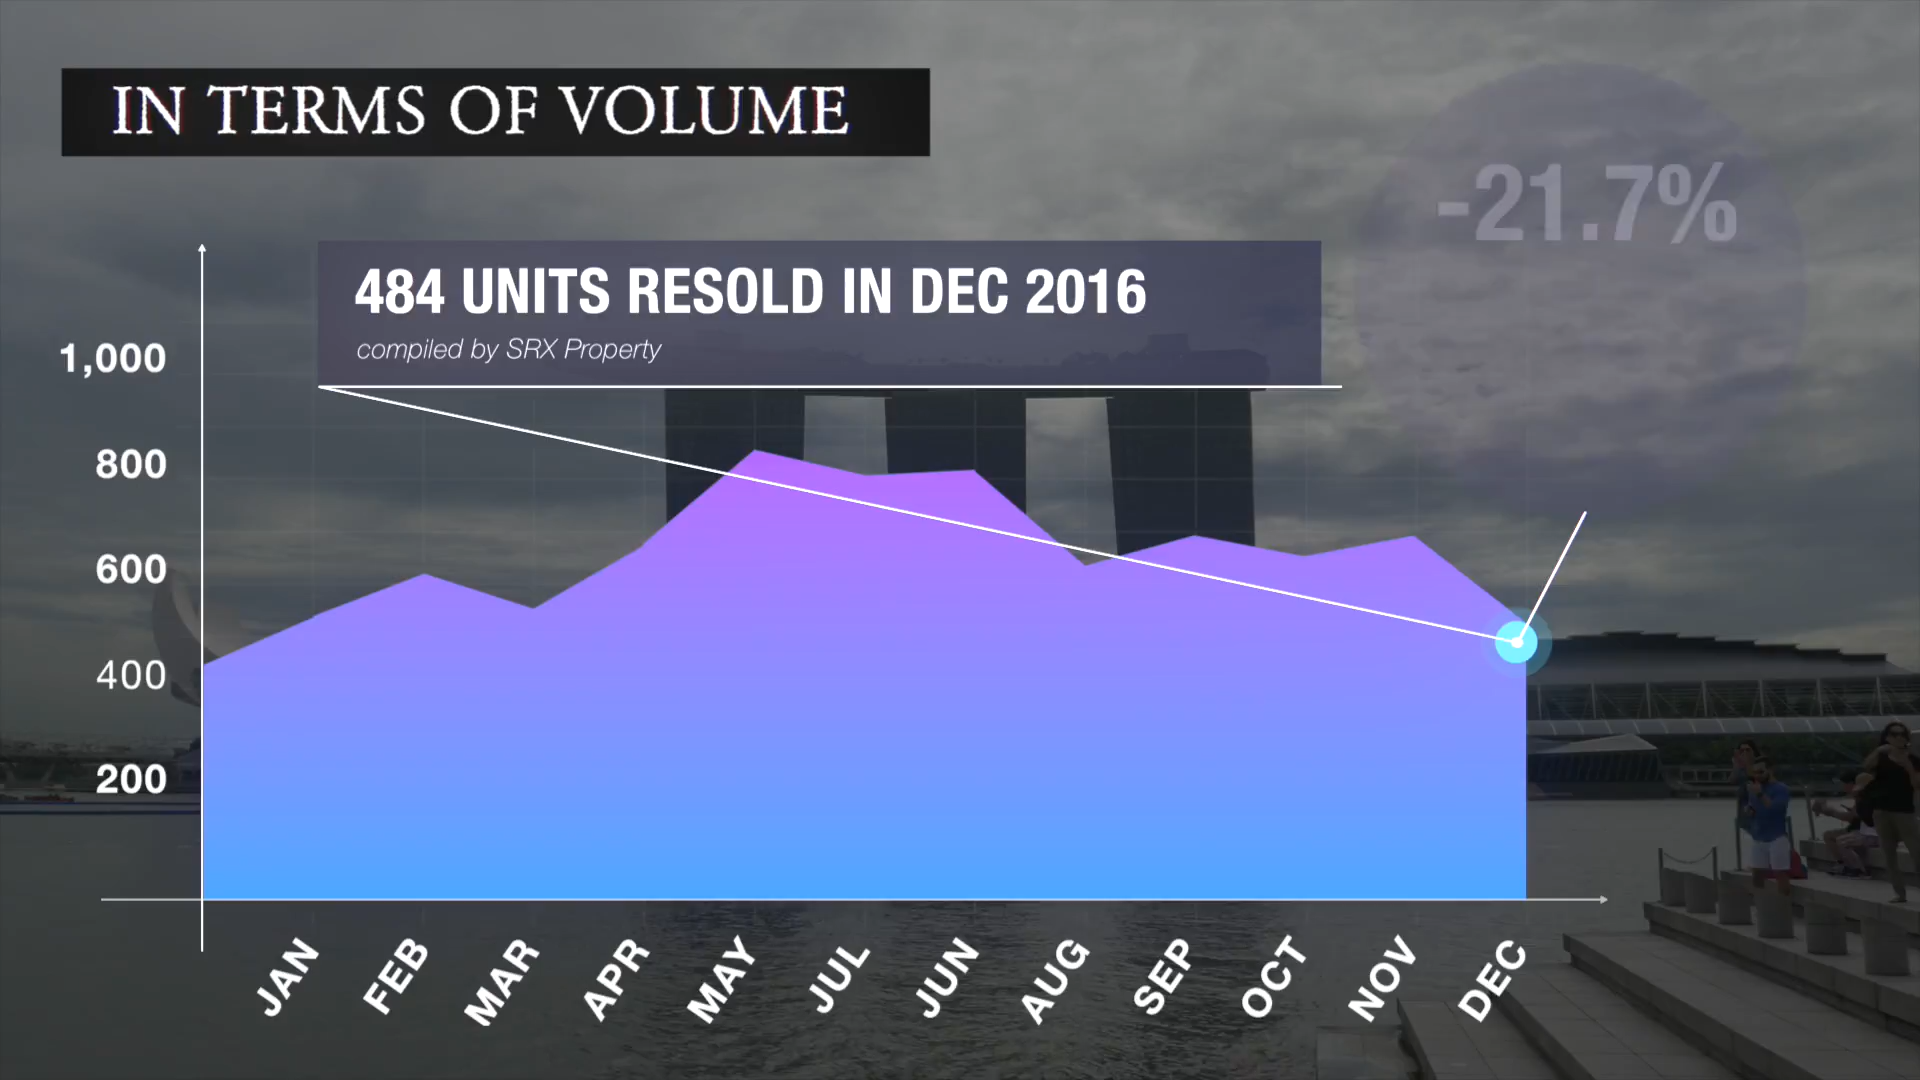 IN TERMS OF VOLUME
-21.7%
484 UNITS RESOLD IN DEC 2016
compiled by SRX Property
1,000
800
600
400
200
JAN FEB MAR APR MAY JUL JUN AUG SEP OCT NOV DEC